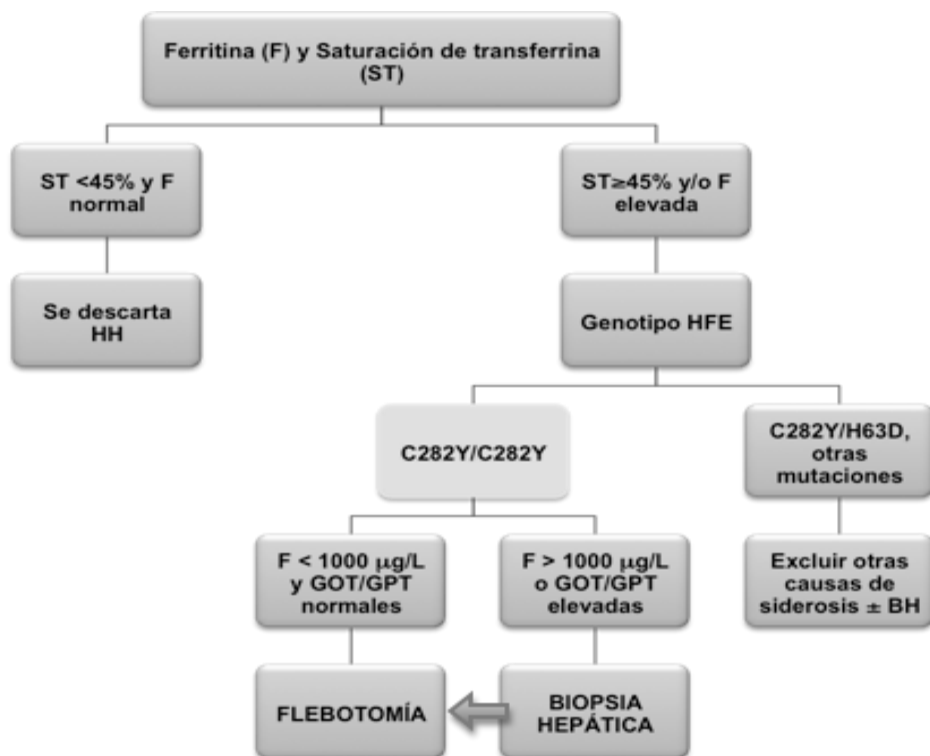 Ferritina (F) y Saturación de transferrina
(ST)
ST <45% y F
normal
ST≥45% y/o F
elevada
Se descarta
HH
Genotipo HFE
C282Y/C282Y
C282Y/H63D,
otras
mutaciones
F < 1000 µg/L
y GOT/GPT
normales
F > 1000 µg/L
o GOT/GPT
elevadas
Excluir otras
causas de
siderosis ± BH
FLEBOTOMÍA
BIOPSIA
HEPÁTICA